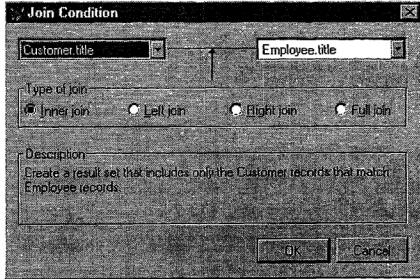 Join Condition
Customer.title Employee.title
Type of join
Inner join Left join Right join Full join
Description
Create a result set that includes only the Customer records that match
Employee records.
OK Cancel